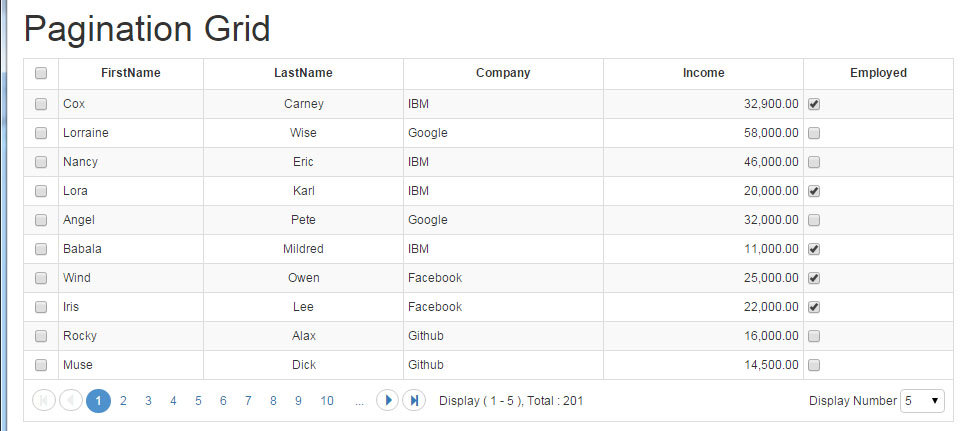 Pagination Grid
FirstName LastName Company Income Employed
Cox Carney IBM 32,900.00
Lorraine Wise Google 58,000.00
Nancy Eric IBM 46,000.00
Lora Karl IBM 20,000.00
Angel Pete Google 32,000.00
Babala Mildred IBM 11,000.00
Wind Owen Facebook 25,000.00
Iris Lee Facebook 22,000.00
Rocky Alax Github 16,000.00
Muse Dick Github 14,500.00
1 2 3 4 5 6 7 8 9 10 ... Display ( 1 - 5 ), Total : 201 Display Number 5